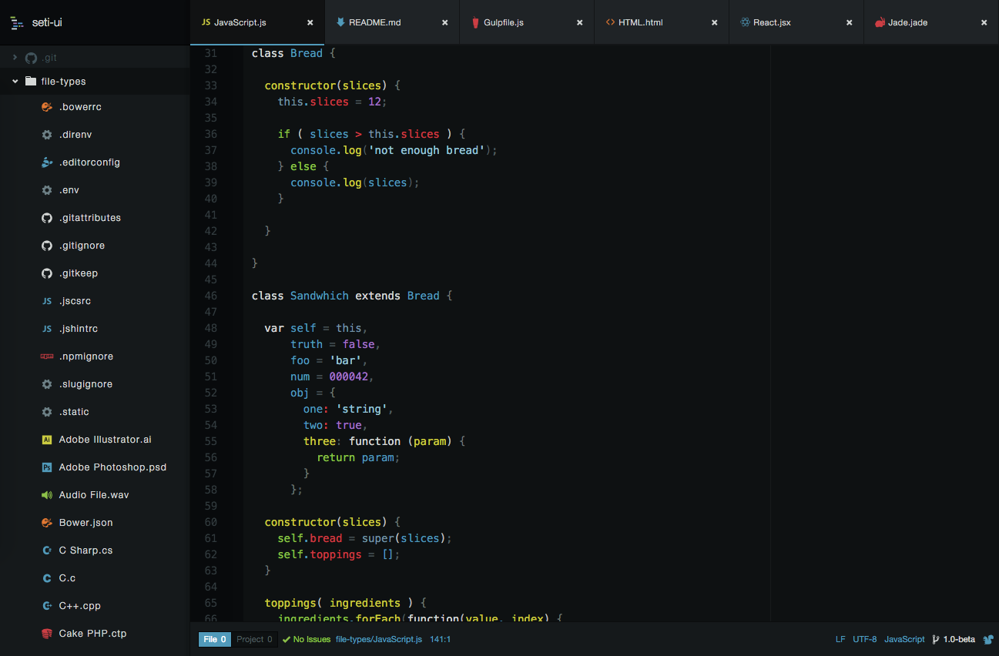 seti-ui
JS JavaScript.js
README.md
Gulpfile.js
HTML.html
React.jsx
Jade.jade
.git
file-types
.bowerrc
.direnv
.editorconfig
.env
.gitattributes
.gitignore
.gitkeep
JS .jscsrc
JS .jshintrc
npm .npmignore
.slugignore
.static
Ai Adobe Illustrator.ai
Ps Adobe Photoshop.psd
Audio File.wav
Bower.json
C Sharp.cs
C.c
C++.cpp
Cake PHP.ctp
31 class Bread {
32
33 constructor(slices) {
34 this.slices = 12;
35
36 if ( slices > this.slices ) {
37 console.log('not enough bread');
38 } else {
39 console.log(slices);
40 }
41
42 }
43
44 }
45
46 class Sandwhich extends Bread {
47
48 var self = this,
49 truth = false,
50 foo = 'bar',
51 num = 000042,
52 obj = {
53 one: 'string',
54 two: true,
55 three: function (param) {
56 return param;
57 }
58 };
59
60 constructor(slices) {
61 self.bread = super(slices);
62 self.toppings = [];
63 }
64
65 toppings( ingredients ) {
66 ingredients.forEach(function(value, index) {
File 0 Project 0 No Issues file-types/JavaScript.js 141:1
LF UTF-8 JavaScript 1.0-beta